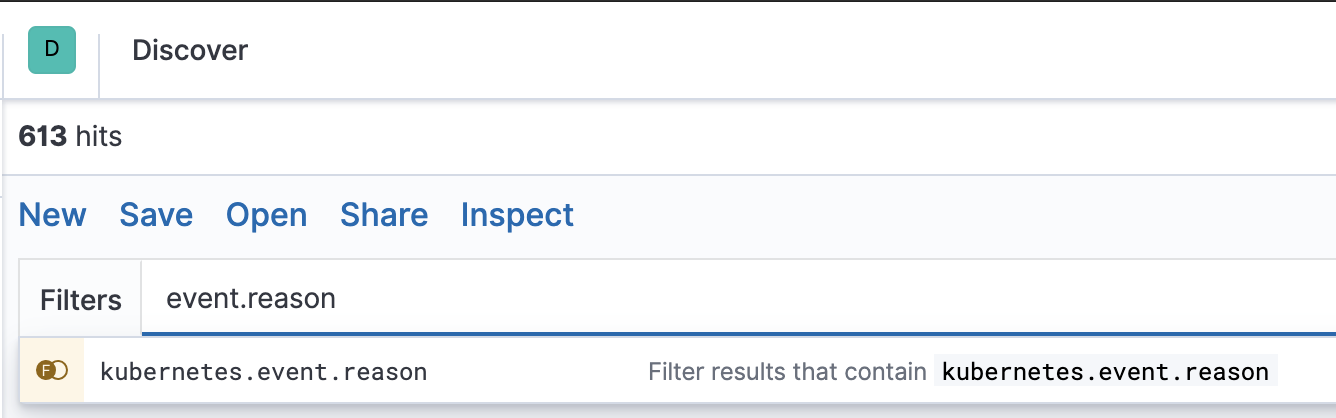 D Discover
613 hits
New Save Open Share Inspect
Filters event.reason
F kubernetes.event.reason Filter results that contain kubernetes.event.reason